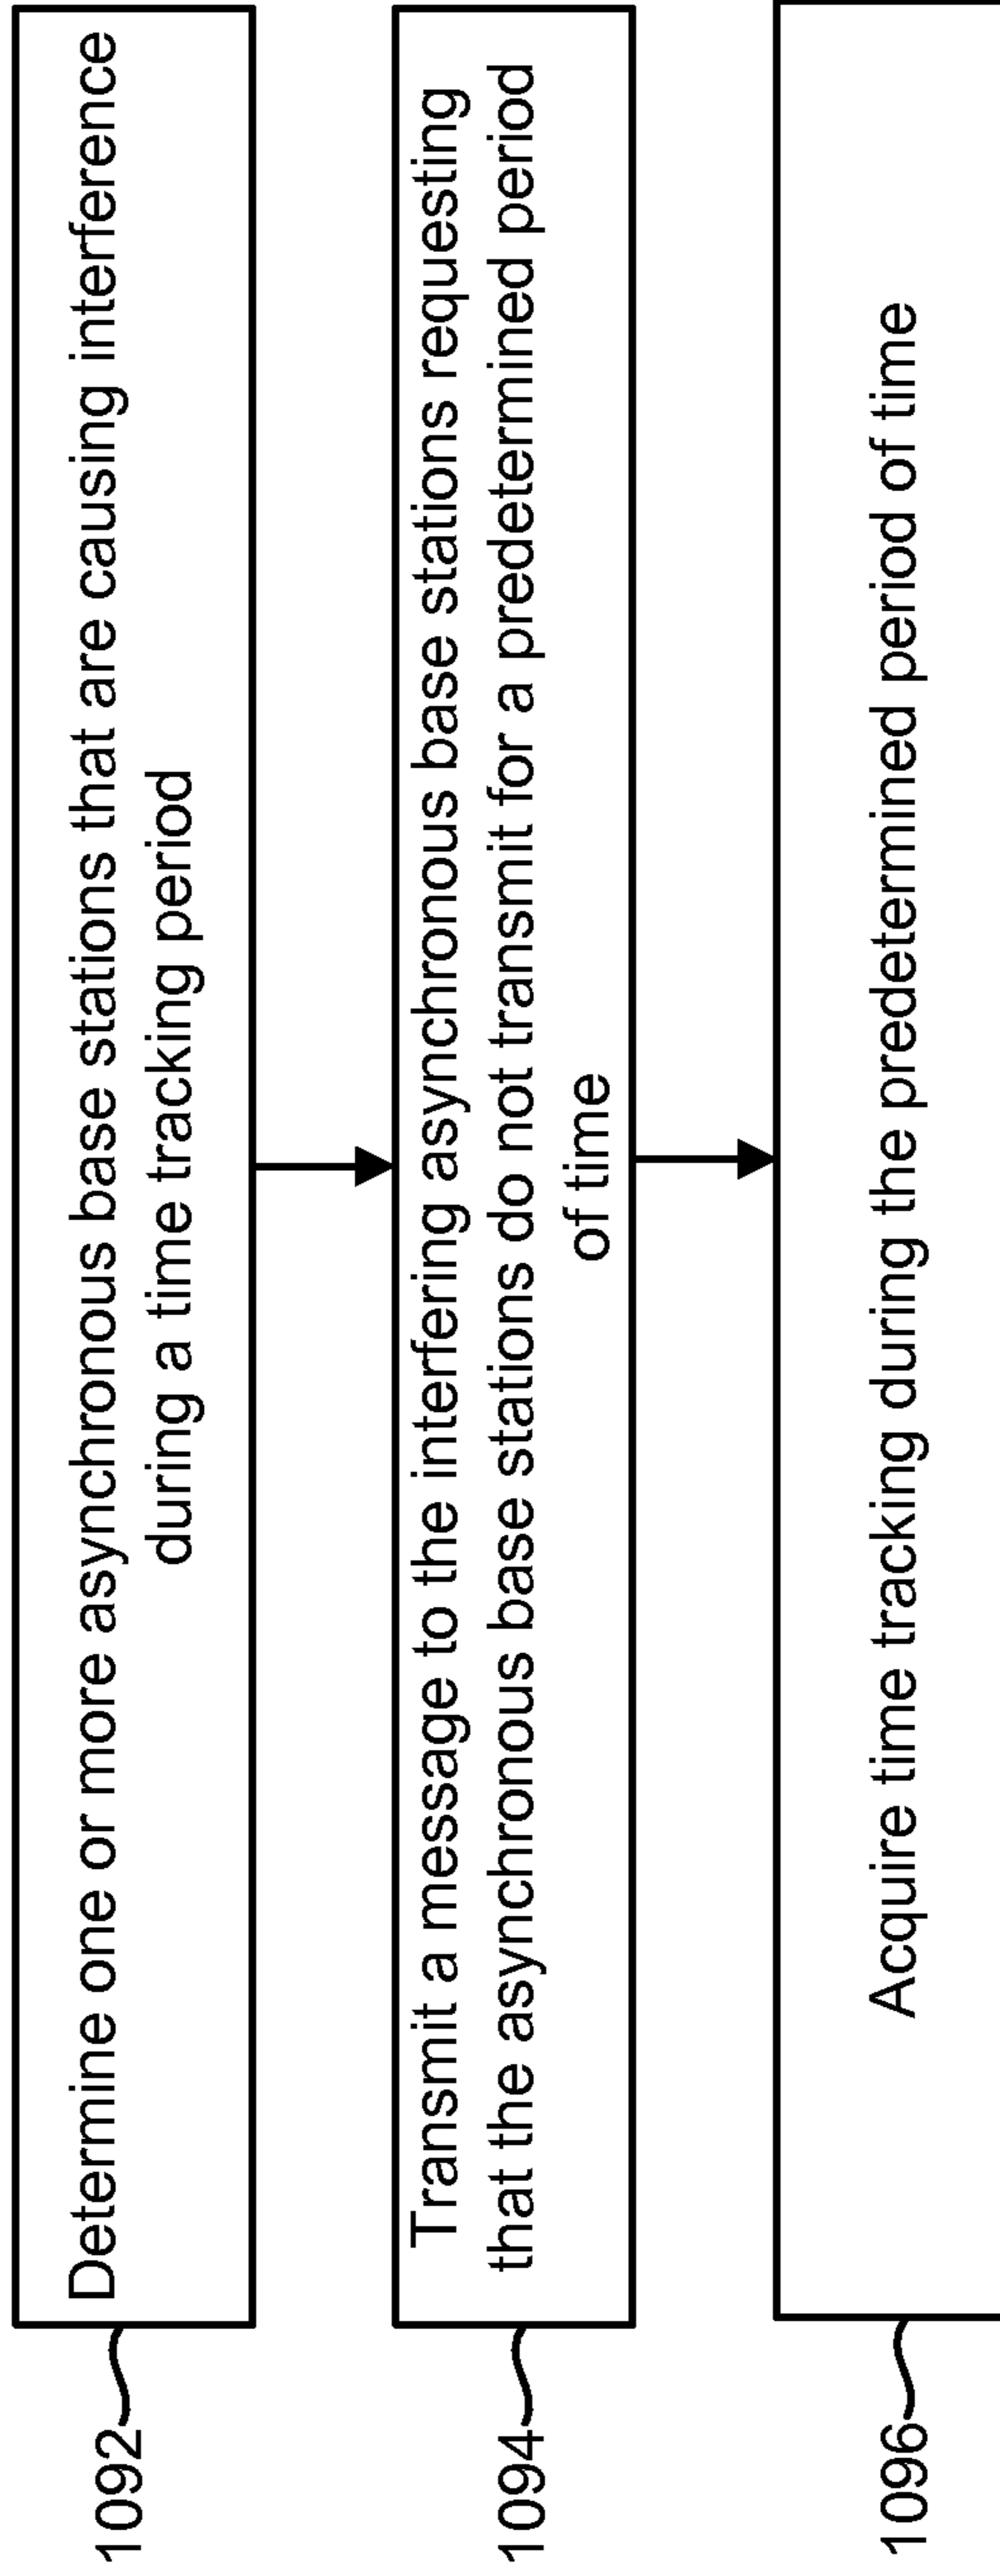 1092
Determine one or more asynchronous base stations that are causing interference
during a time tracking period
1094
Transmit a message to the interfering asynchronous base stations requesting
that the asynchronous base stations do not transmit for a predetermined period
of time
1096
Acquire time tracking during the predetermined period of time